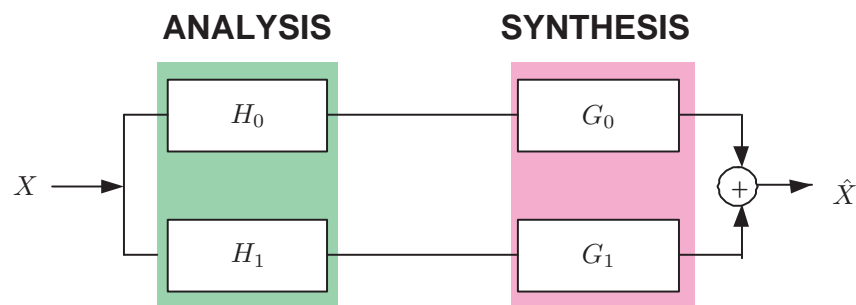 ANALYSIS SYNTHESIS
H₀ G₀
X + X̂
H₁ G₁